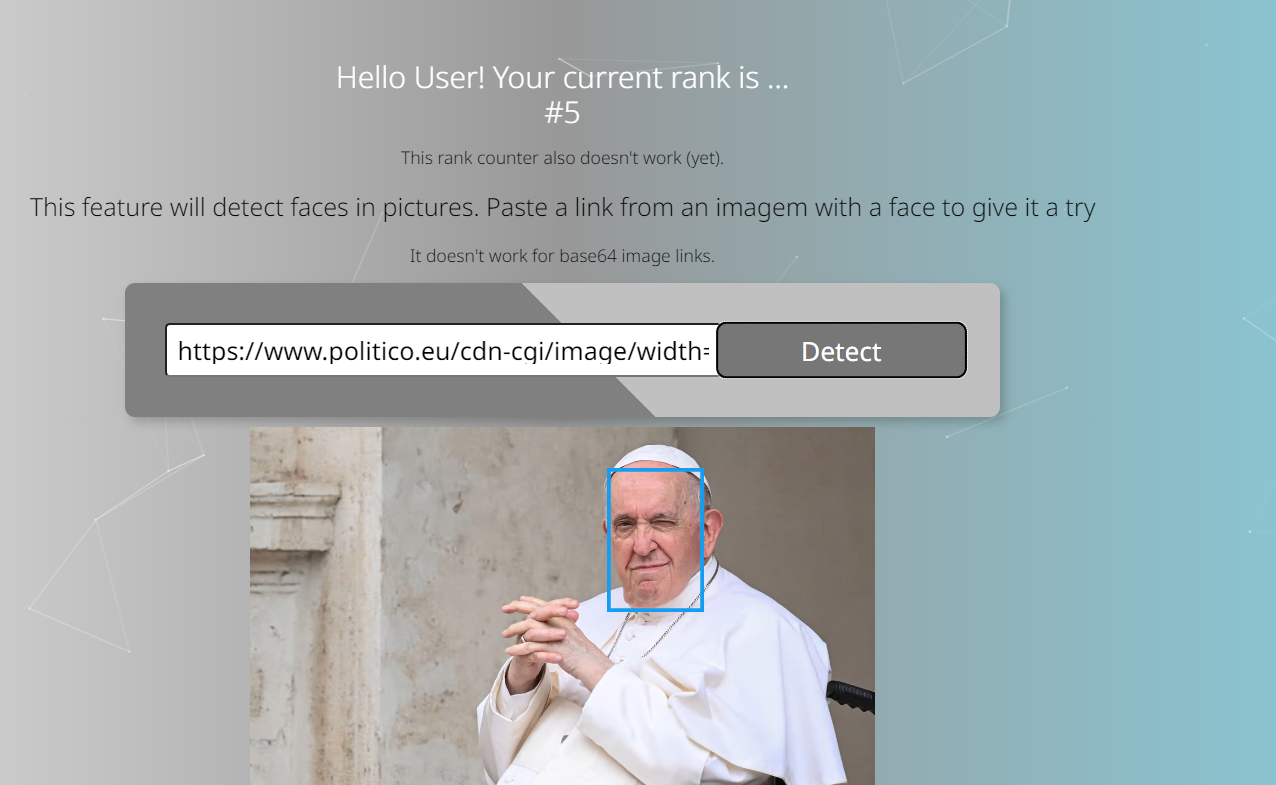 Hello User! Your current rank is ...
#5
This rank counter also doesn't work (yet).
This feature will detect faces in pictures. Paste a link from an imagem with a face to give it a try
It doesn't work for base64 image links.
https://www.politico.eu/cdn-cgi/image/width=
Detect